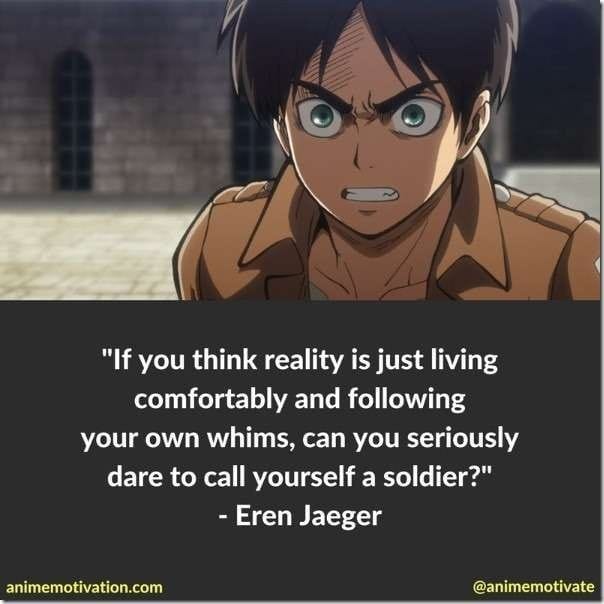 "If you think reality is just living
comfortably and following
your own whims, can you seriously
dare to call yourself a soldier?"
- Eren Jaeger
animemotivation.com
@animemotivate